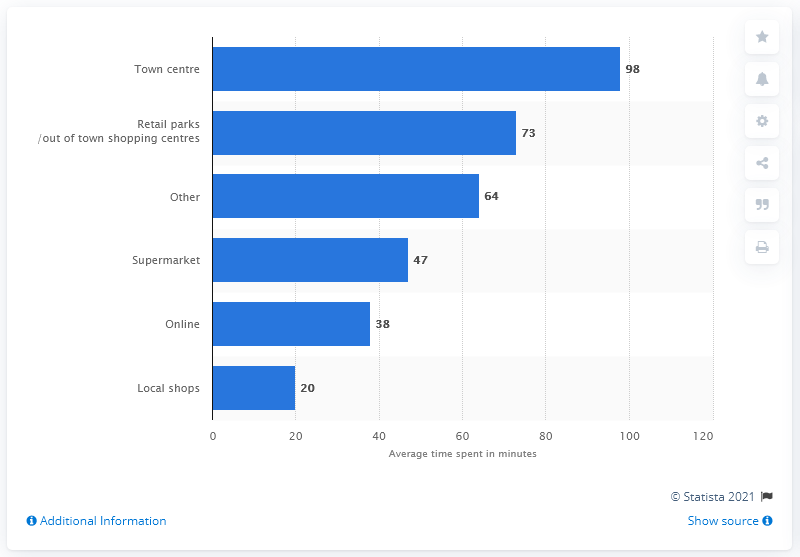 Town centre
98
Retail parks
/out of town shopping centres
73
Other
64
Supermarket
47
Online
38
Local shops
20
0 20 40 60 80 100 120
Average time spent in minutes
© Statista 2021
Additional Information
Show source